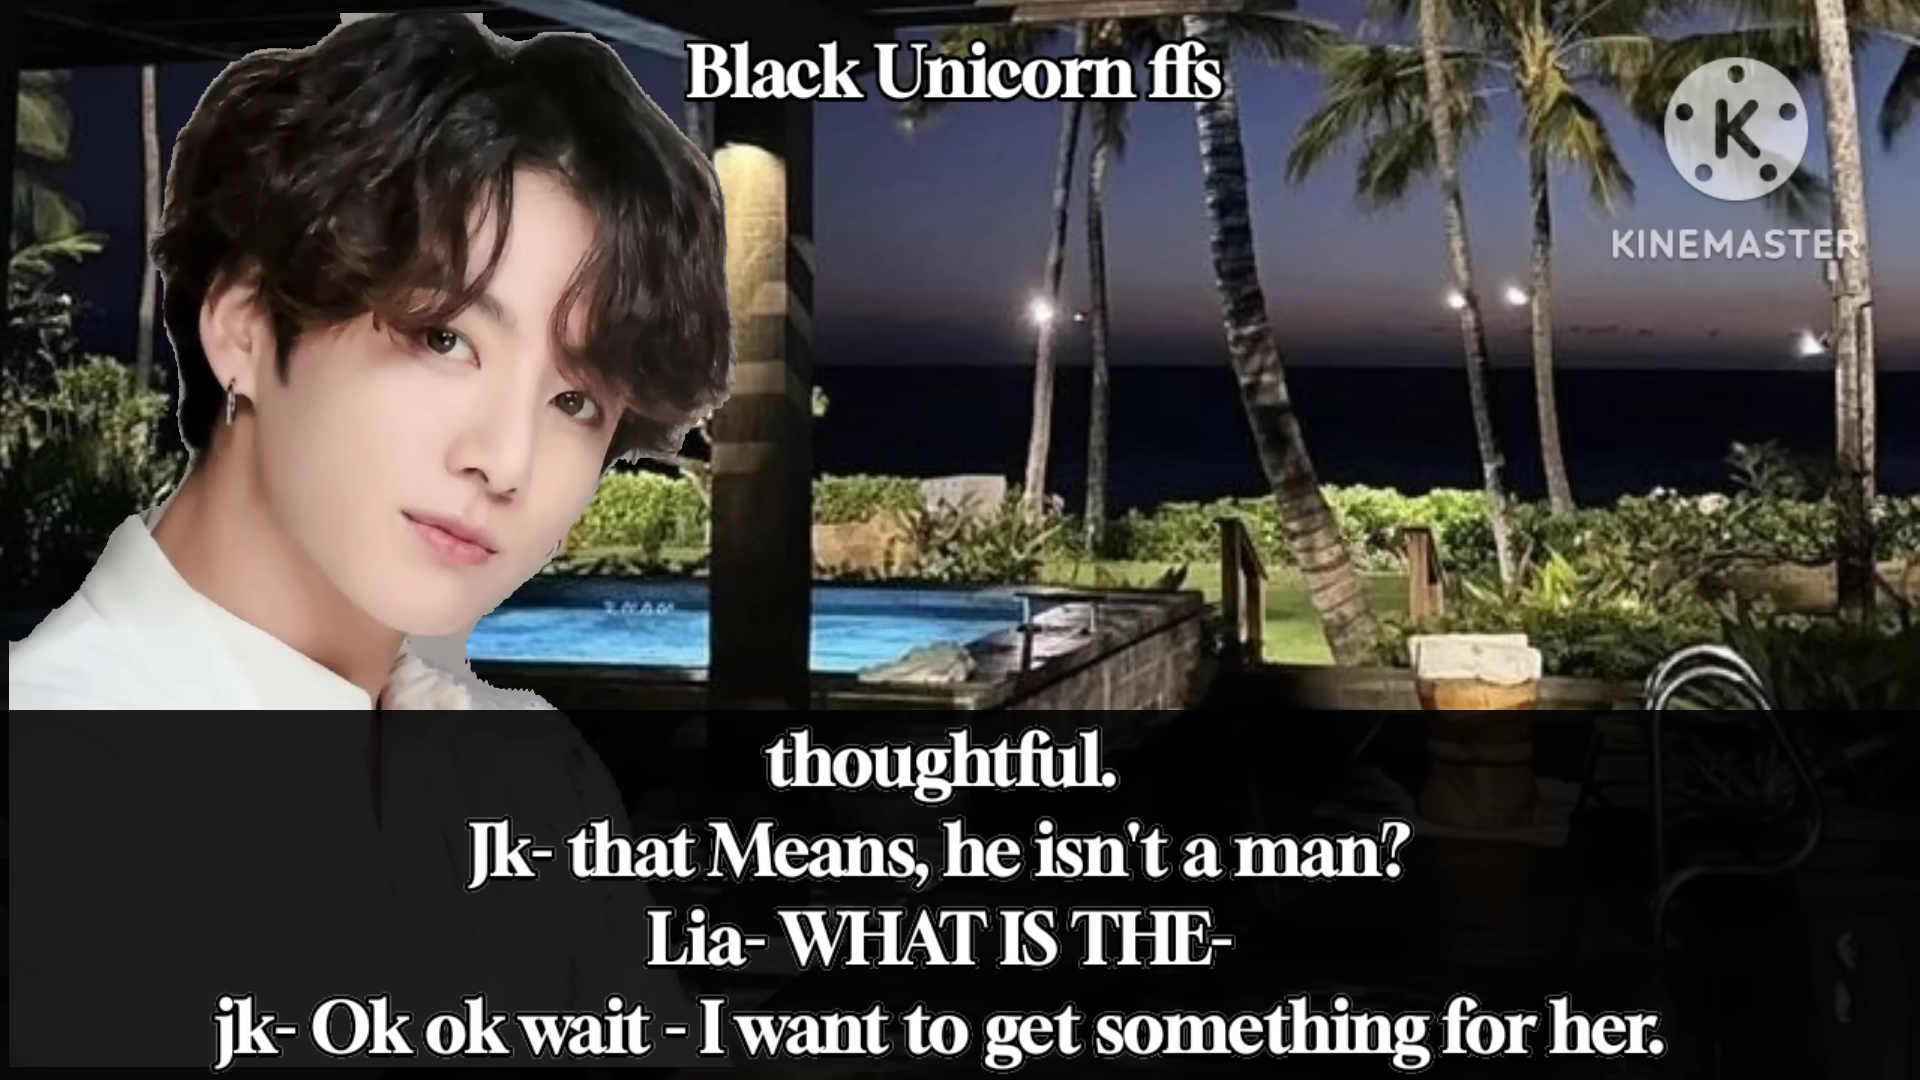 Black Unicorn ffs
K
KINEMASTER
thoughtful.
Jk- that Means, he isn't a man?
Lia- WHAT IS THE-
jk- Ok ok wait - I want to get something for her.